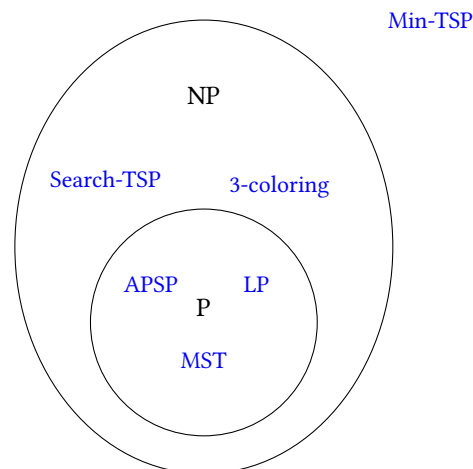 Min-TSP
NP
Search-TSP
3-coloring
APSP
LP
P
MST